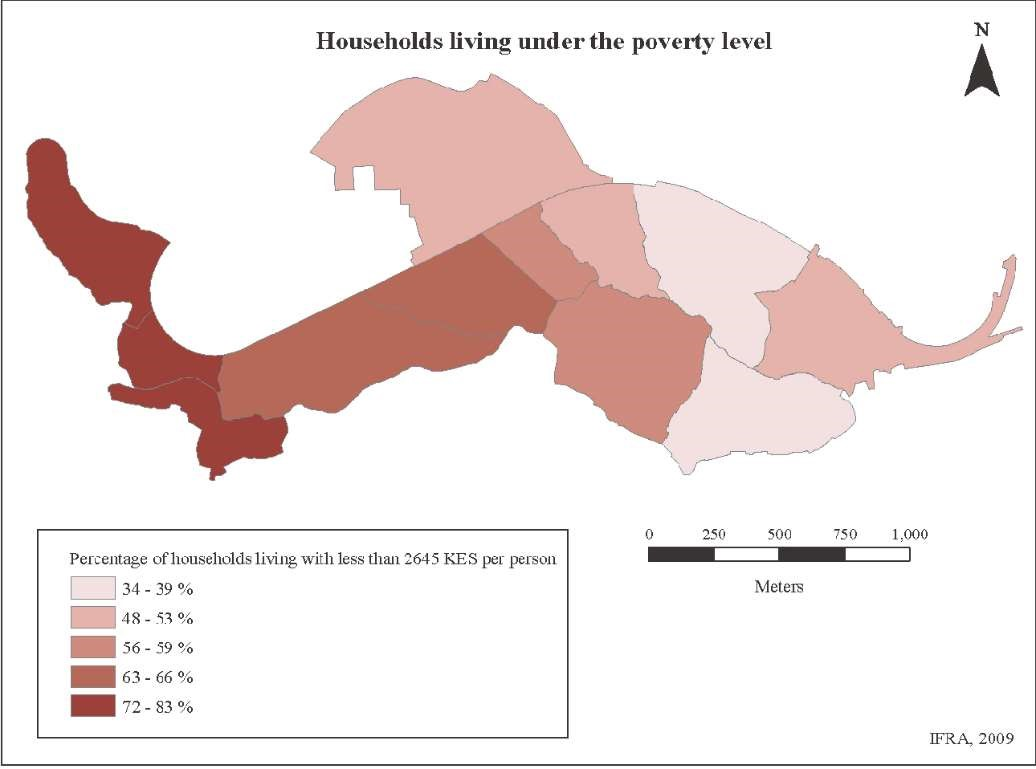 Households living under the poverty level
N
Percentage of households living with less than 2645 KES per person
34 - 39 %
48 - 53 %
56 - 59 %
63 - 66 %
72 - 83 %
0 250 500 750 1,000
Meters
IFRA, 2009